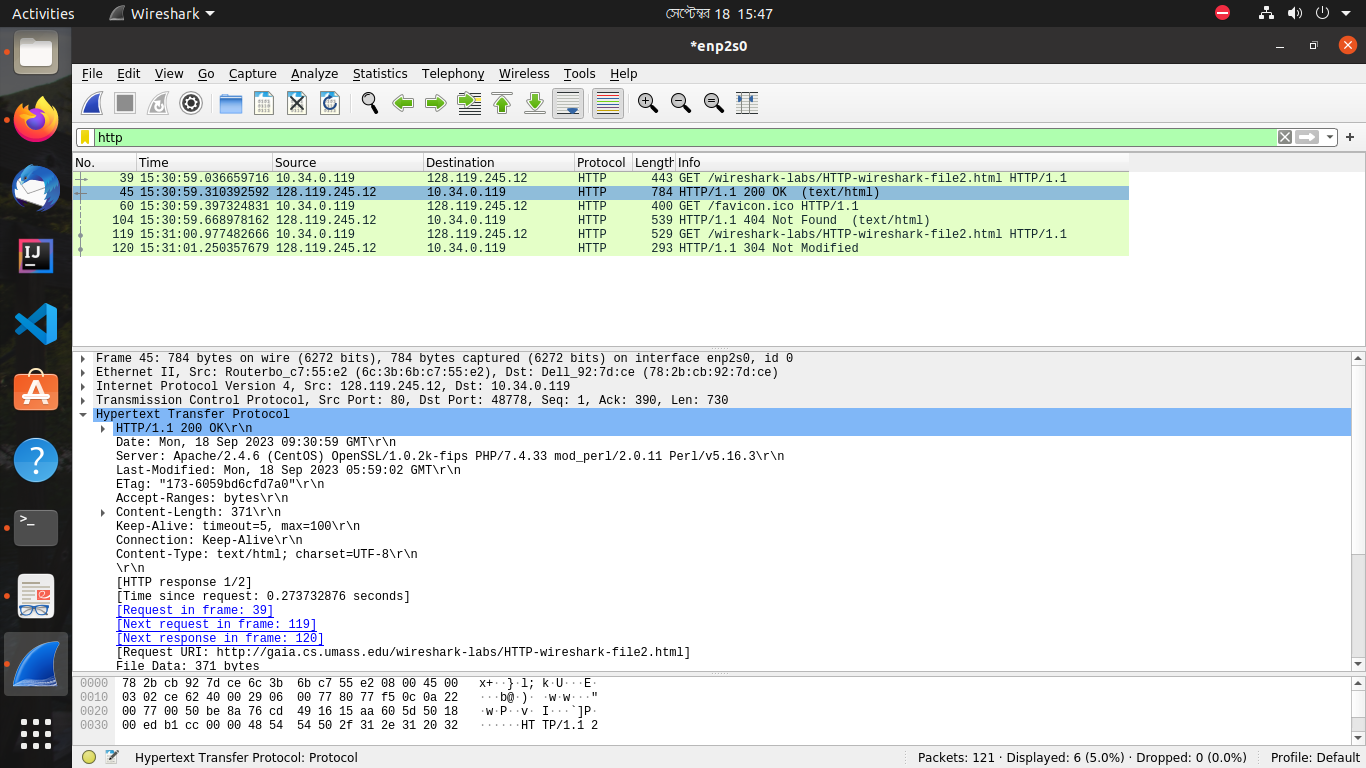 Activities Wireshark সেপ্টেম্বর 18 15:47
*enp2s0
File Edit View Go Capture Analyze Statistics Telephony Wireless Tools Help
http
No. Time Source Destination Protocol Length Info
39 15:30:59.036659716 10.34.0.119 128.119.245.12 HTTP 443 GET /wireshark-labs/HTTP-wireshark-file2.html HTTP/1.1
45 15:30:59.310392592 128.119.245.12 10.34.0.119 HTTP 784 HTTP/1.1 200 OK (text/html)
60 15:30:59.397324831 10.34.0.119 128.119.245.12 HTTP 400 GET /favicon.ico HTTP/1.1
104 15:30:59.668978162 128.119.245.12 10.34.0.119 HTTP 539 HTTP/1.1 404 Not Found (text/html)
119 15:31:00.977482666 10.34.0.119 128.119.245.12 HTTP 529 GET /wireshark-labs/HTTP-wireshark-file2.html HTTP/1.1
120 15:31:01.250357679 128.119.245.12 10.34.0.119 HTTP 293 HTTP/1.1 304 Not Modified
Frame 45: 784 bytes on wire (6272 bits), 784 bytes captured (6272 bits) on interface enp2s0, id 0
Ethernet II, Src: Routerbo_c7:55:e2 (6c:3b:6b:c7:55:e2), Dst: Dell_92:7d:ce (78:2b:cb:92:7d:ce)
Internet Protocol Version 4, Src: 128.119.245.12, Dst: 10.34.0.119
Transmission Control Protocol, Src Port: 80, Dst Port: 48778, Seq: 1, Ack: 390, Len: 730
Hypertext Transfer Protocol
HTTP/1.1 200 OK\r\n
Date: Mon, 18 Sep 2023 09:30:59 GMT\r\n
Server: Apache/2.4.6 (CentOS) OpenSSL/1.0.2k-fips PHP/7.4.33 mod_perl/2.0.11 Perl/v5.16.3\r\n
Last-Modified: Mon, 18 Sep 2023 05:59:02 GMT\r\n
ETag: "173-6059bd6cfd7a0"\r\n
Accept-Ranges: bytes\r\n
Content-Length: 371\r\n
Keep-Alive: timeout=5, max=100\r\n
Connection: Keep-Alive\r\n
Content-Type: text/html; charset=UTF-8\r\n
\r\n
[HTTP response 1/2]
[Time since request: 0.273732876 seconds]
[Request in frame: 39]
[Next request in frame: 119]
[Next response in frame: 120]
[Request URI: http://gaia.cs.umass.edu/wireshark-labs/HTTP-wireshark-file2.html]
File Data: 371 bytes
0000 78 2b cb 92 7d ce 6c 3b 6b c7 55 e2 08 00 45 00 x+··}·l; k·U···E·
0010 03 02 ce 62 40 00 29 06 00 77 80 77 f5 0c 0a 22 ···b@·)· ·w·w···"
0020 00 77 00 50 be 8a 76 cd 49 16 15 aa 60 5d 50 18 ·w·P··v· I···`]P·
0030 00 ed b1 cc 00 00 48 54 54 50 2f 31 2e 31 20 32 ······HT TP/1.1 2
Hypertext Transfer Protocol: Protocol Packets: 121 · Displayed: 6 (5.0%) · Dropped: 0 (0.0%) Profile: Default